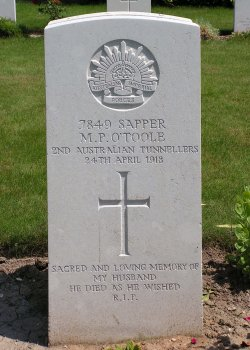 7849 SAPPER
M.P. O'TOOLE
2ND AUSTRALIAN TUNNELLERS
24TH APRIL 1918
SACRED AND LOVING MEMORY OF
MY HUSBAND
HE DIED AS HE WISHED
R.I.P.